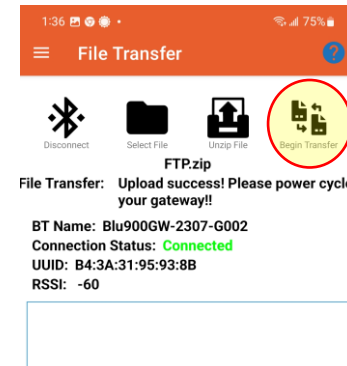 1:36 75%
File Transfer ?
Disconnect Select File Unzip File Begin Transfer
FTP.zip
File Transfer: Upload success! Please power cycl
your gateway!!
BT Name: Blu900GW-2307-G002
Connection Status: Connected
UUID: B4:3A:31:95:93:8B
RSSI: -60